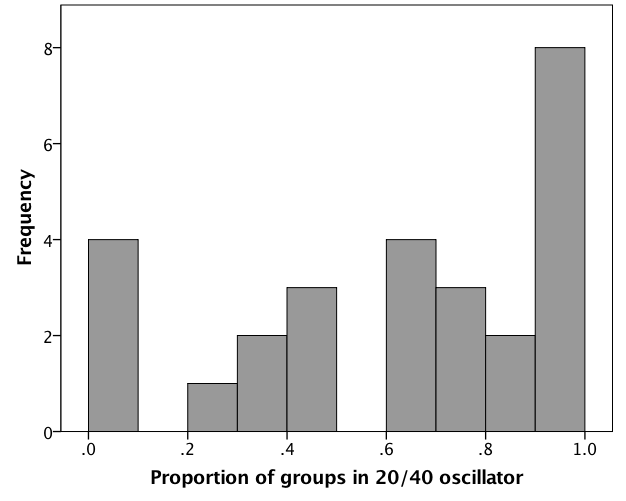 8
6
4
2
0
Frequency
.0 .2 .4 .6 .8 1.0
Proportion of groups in 20/40 oscillator